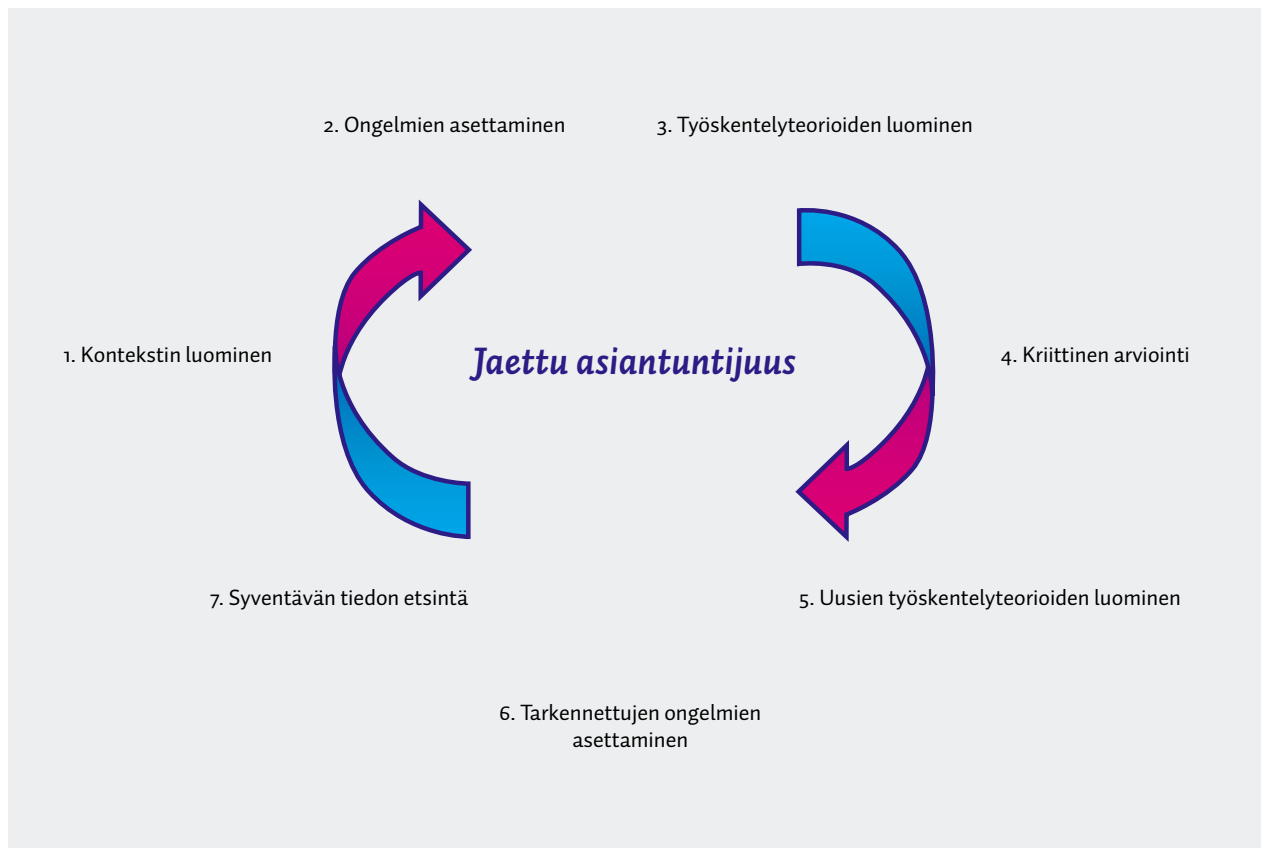 2. Ongelmien asettaminen
3. Työskentelyteorioiden luominen
1. Kontekstin luominen
Jaettu asiantuntijuus
4. Kriittinen arviointi
7. Syventävän tiedon etsintä
5. Uusien työskentelyteorioiden luominen
6. Tarkennettujen ongelmien
asettaminen